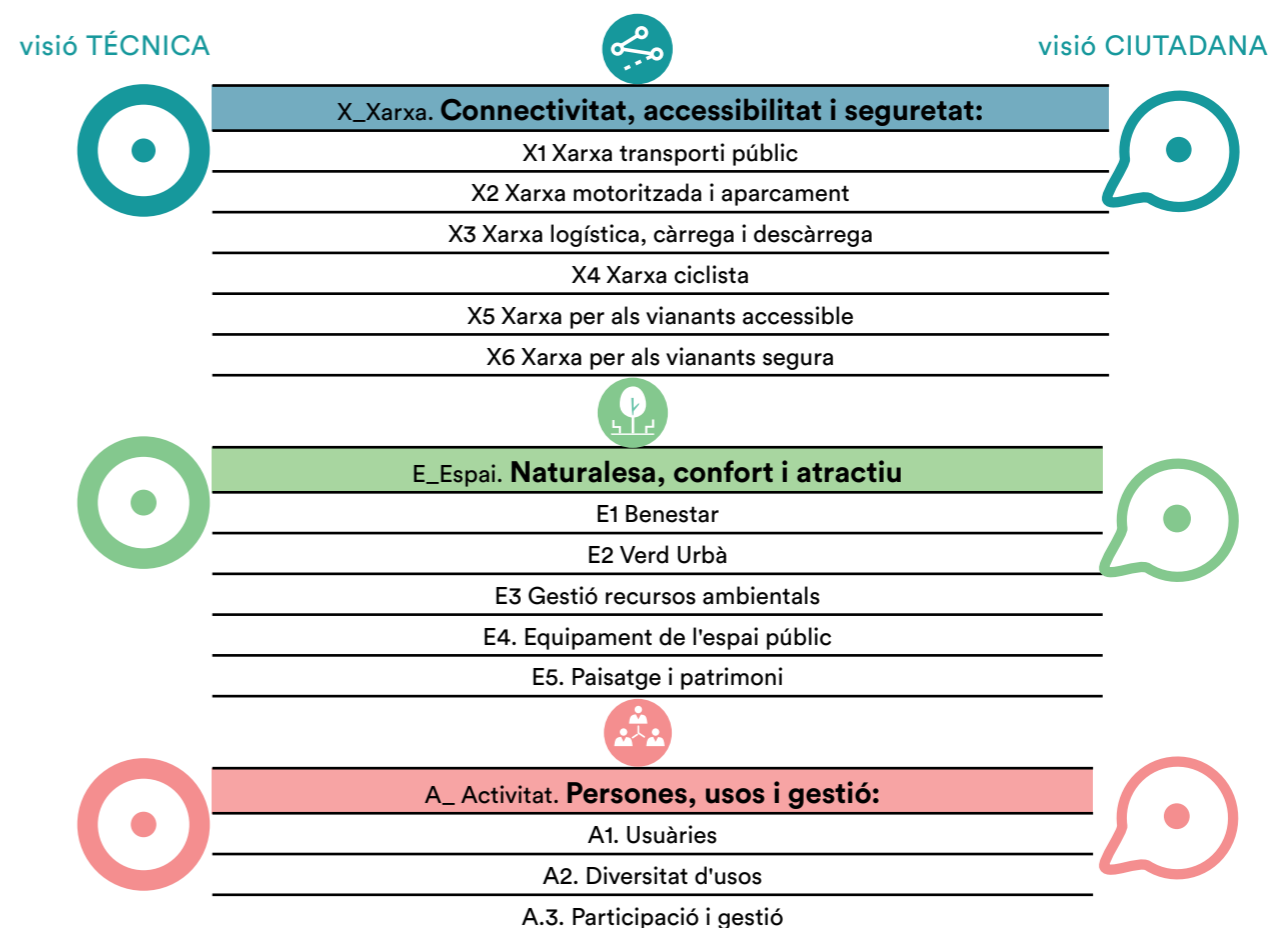 visió TÉCNICA
visió CIUTADANA
X_Xarxa. Connectivitat, accessibilitat i seguretat:
X1 Xarxa transporti públic
X2 Xarxa motoritzada i aparcament
X3 Xarxa logística, càrrega i descàrrega
X4 Xarxa ciclista
X5 Xarxa per als vianants accessible
X6 Xarxa per als vianants segura
E_Espai. Naturalesa, confort i atractiu
E1 Benestar
E2 Verd Urbà
E3 Gestió recursos ambientals
E4. Equipament de l'espai públic
E5. Paisatge i patrimoni
A_ Activitat. Persones, usos i gestió:
A1. Usuàries
A2. Diversitat d'usos
A.3. Participació i gestió